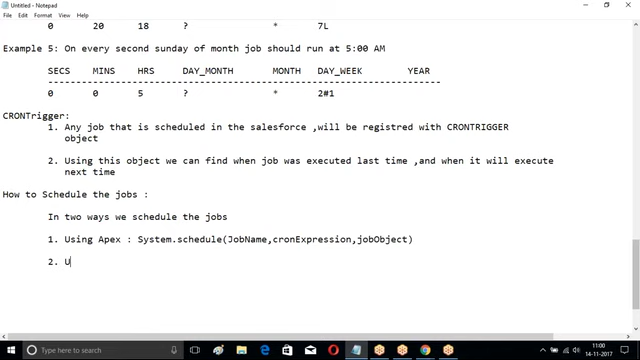 Untitled - Notepad
File Edit Format View Help
0 20 18 ? * 7L
Example 5: On every second sunday of month job should run at 5:00 AM
SECS MINS HRS DAY_MONTH MONTH DAY_WEEK YEAR
--------------------------------------------------------------------
0 0 5 ? * 2#1
CRONTrigger:
1. Any job that is scheduled in the salesforce ,will be registred with CRONTRIGGER
object
2. Using this object we can find when job was executed last time ,and when it will execute
next time
How to Schedule the jobs :
In two ways we schedule the jobs
1. Using Apex : System.schedule(JobName,cronExpression,jobObject)
2. U
Type here to search
11:00
14-11-2017